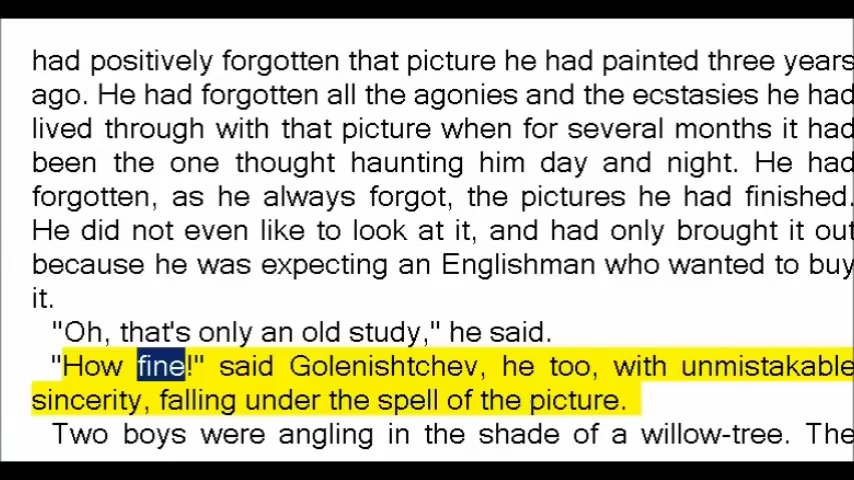 had positively forgotten that picture he had painted three years
ago. He had forgotten all the agonies and the ecstasies he had
lived through with that picture when for several months it had
been the one thought haunting him day and night. He had
forgotten, as he always forgot, the pictures he had finished.
He did not even like to look at it, and had only brought it out
because he was expecting an Englishman who wanted to buy
it.
"Oh, that's only an old study," he said.
"How fine!" said Golenishtchev, he too, with unmistakable
sincerity, falling under the spell of the picture.
Two boys were angling in the shade of a willow-tree. The